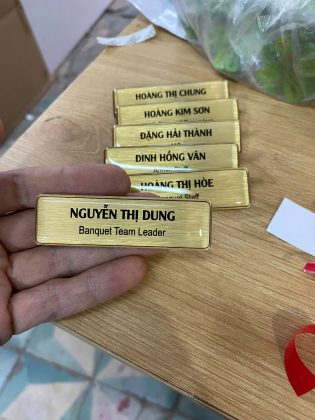 HOÀNG THỊ CHUNG
HOÀNG KIM SƠN
ĐẶNG HẢI THÀNH
ĐINH HỒNG VÂN
HOÀNG THỊ HÒE
NGUYỄN THỊ DUNG
Banquet Team Leader